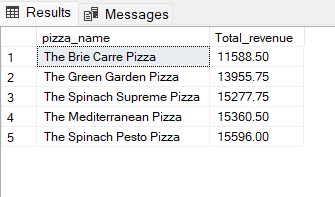 Results Messages
pizza_name Total_revenue
1 The Brie Carre Pizza 11588.50
2 The Green Garden Pizza 13955.75
3 The Spinach Supreme Pizza 15277.75
4 The Mediterranean Pizza 15360.50
5 The Spinach Pesto Pizza 15596.00